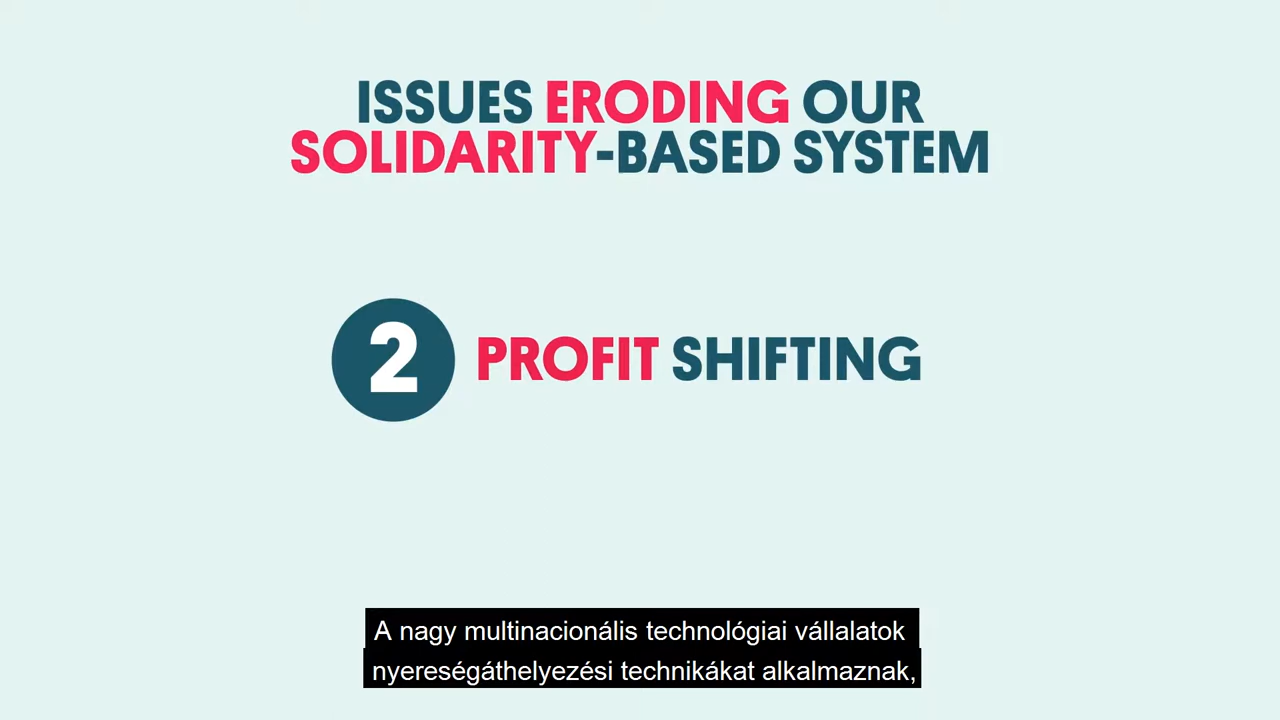 ISSUES ERODING OUR
SOLIDARITY-BASED SYSTEM
2 PROFIT SHIFTING
A nagy multinacionális technológiai vállalatok
nyereségáthelyezési technikákat alkalmaznak,